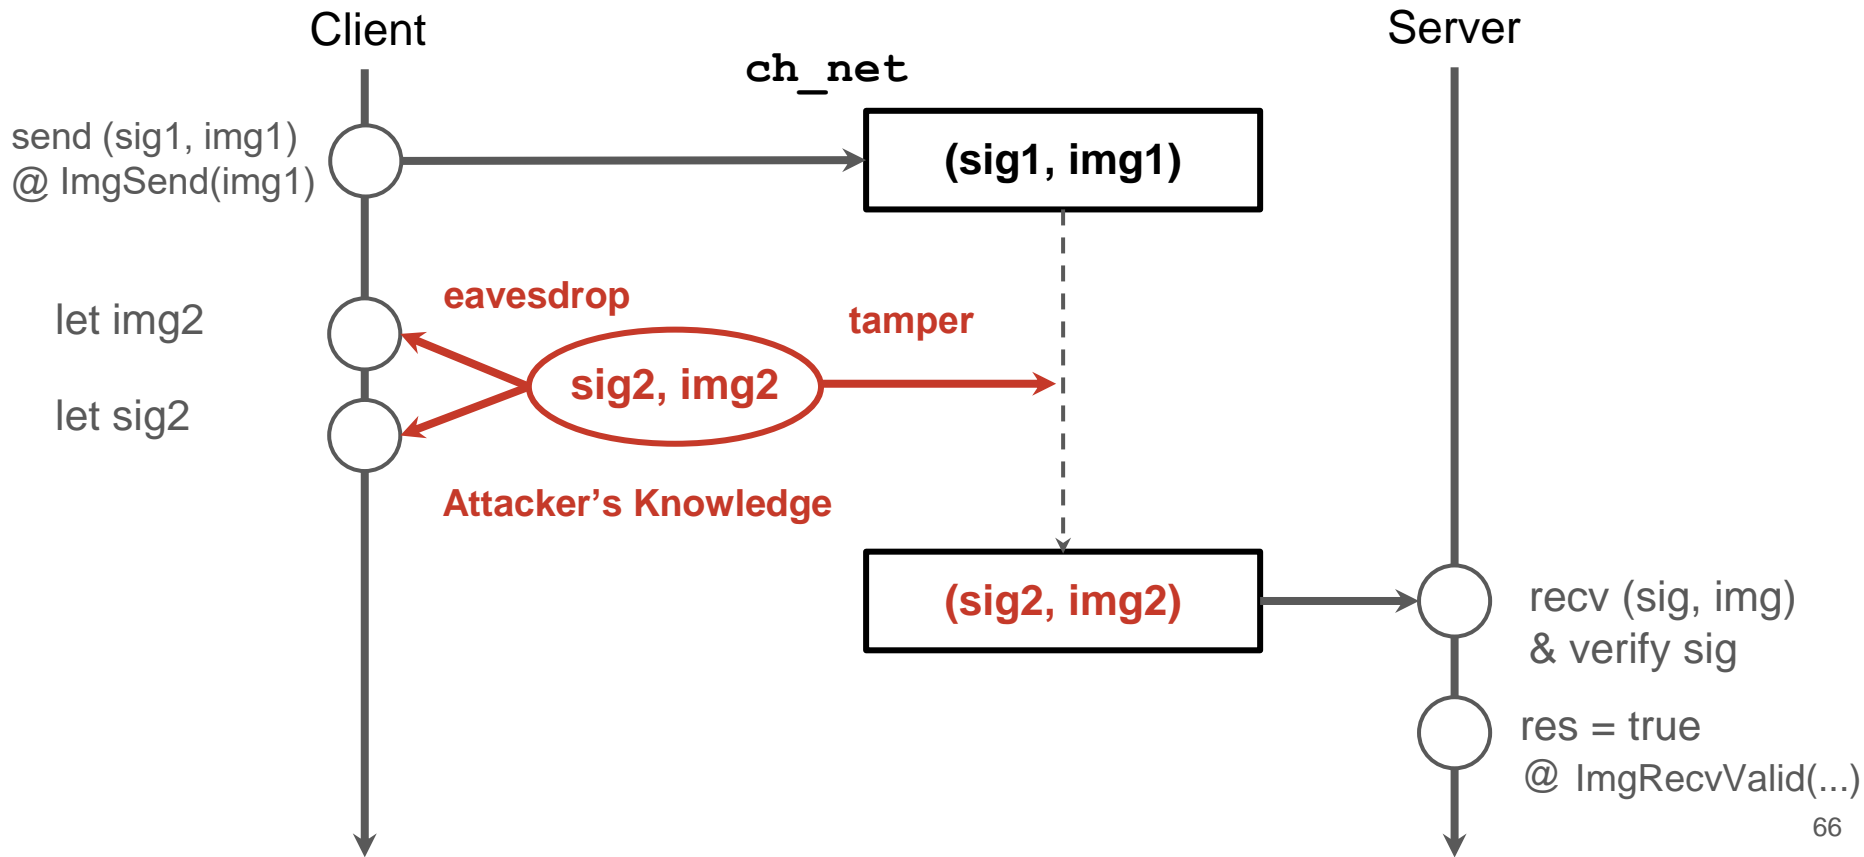 Client
Server
ch_net
send (sig1, img1)
@ ImgSend(img1)
(sig1, img1)
let img2
eavesdrop
tamper
sig2, img2
let sig2
Attacker’s Knowledge
(sig2, img2)
recv (sig, img)
& verify sig
res = true
@ ImgRecvValid(...)
66